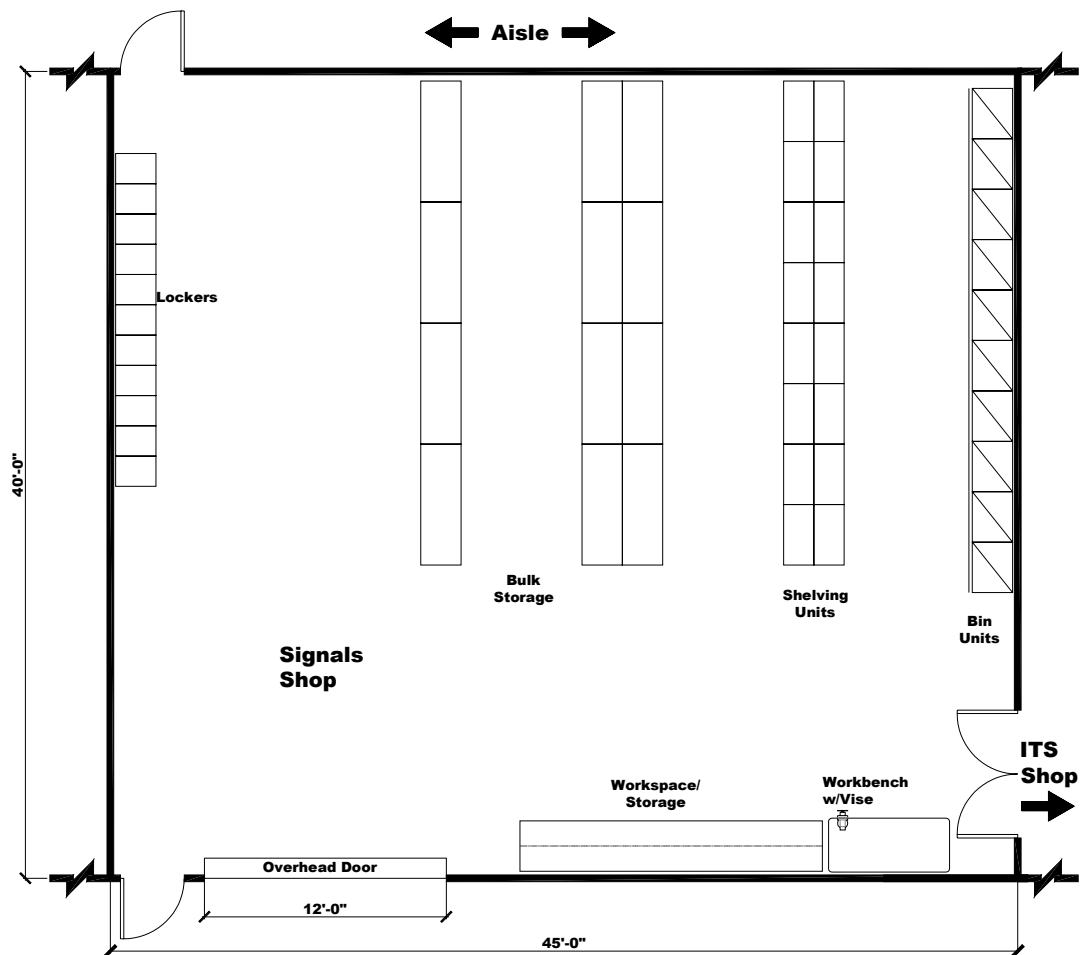 Aisle
Lockers
40'-0"
Bulk
Storage
Shelving
Units
Bin
Units
Signals
Shop
ITS
Shop
Workspace/
Storage
Workbench
w/Vise
Overhead Door
12'-0"
45'-0"